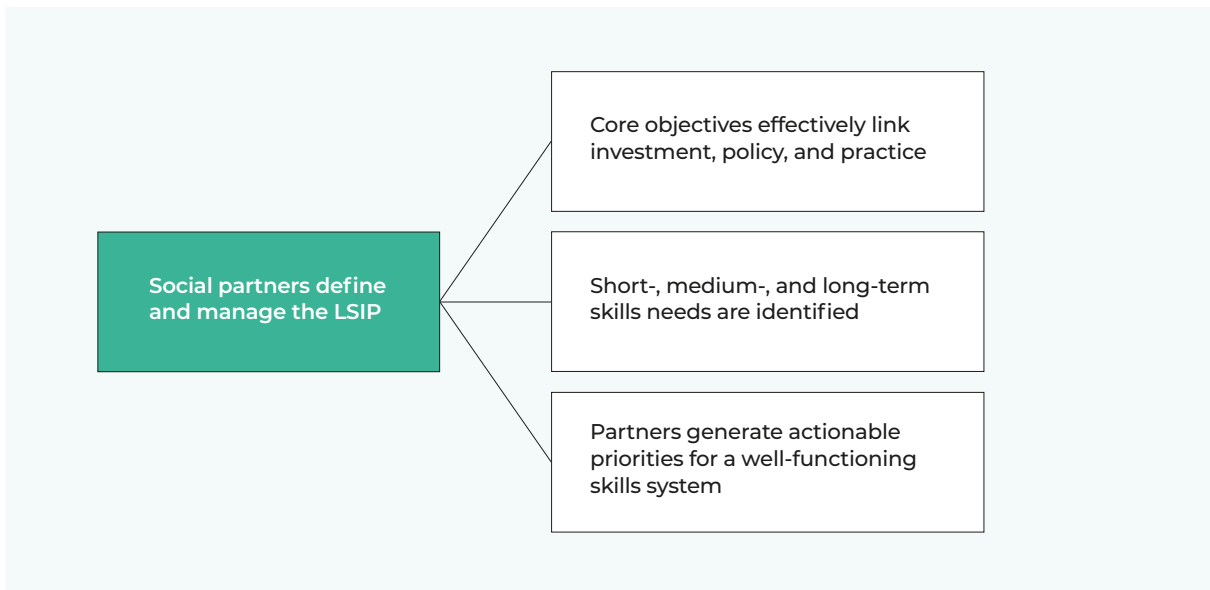 Core objectives effectively link
investment, policy, and practice
Social partners define
and manage the LSIP
Short-, medium-, and long-term
skills needs are identified
Partners generate actionable
priorities for a well-functioning
skills system